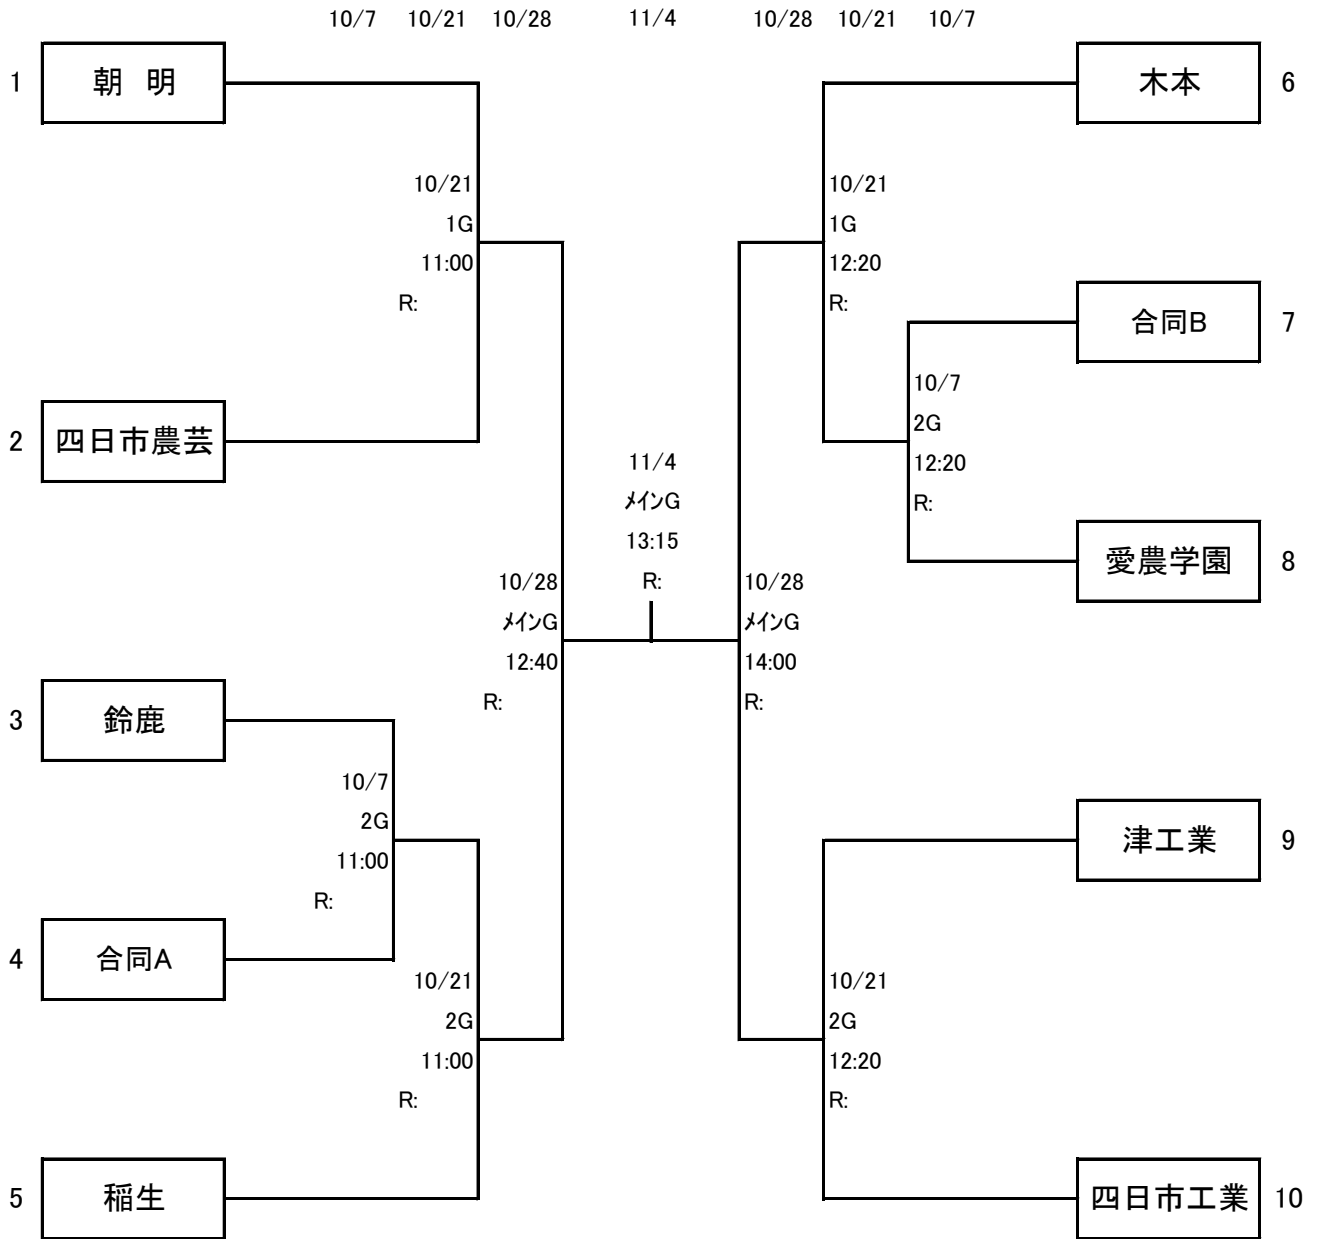 10/7 10/21 10/28 11/4 10/28 10/21 10/7
1 朝 明
木本 6
10/21
1G
11:00
R:
10/21
1G
12:20
R:
合同B 7
2 四日市農芸
10/7
2G
12:20
R:
愛農学園 8
11/4
ﾒｲﾝG
13:15
R:
10/28
ﾒｲﾝG
12:40
R:
10/28
ﾒｲﾝG
14:00
R:
3 鈴鹿
10/7
2G
11:00
R:
4 合同A
津工業 9
10/21
2G
11:00
R:
10/21
2G
12:20
R:
5 稲生
四日市工業 10